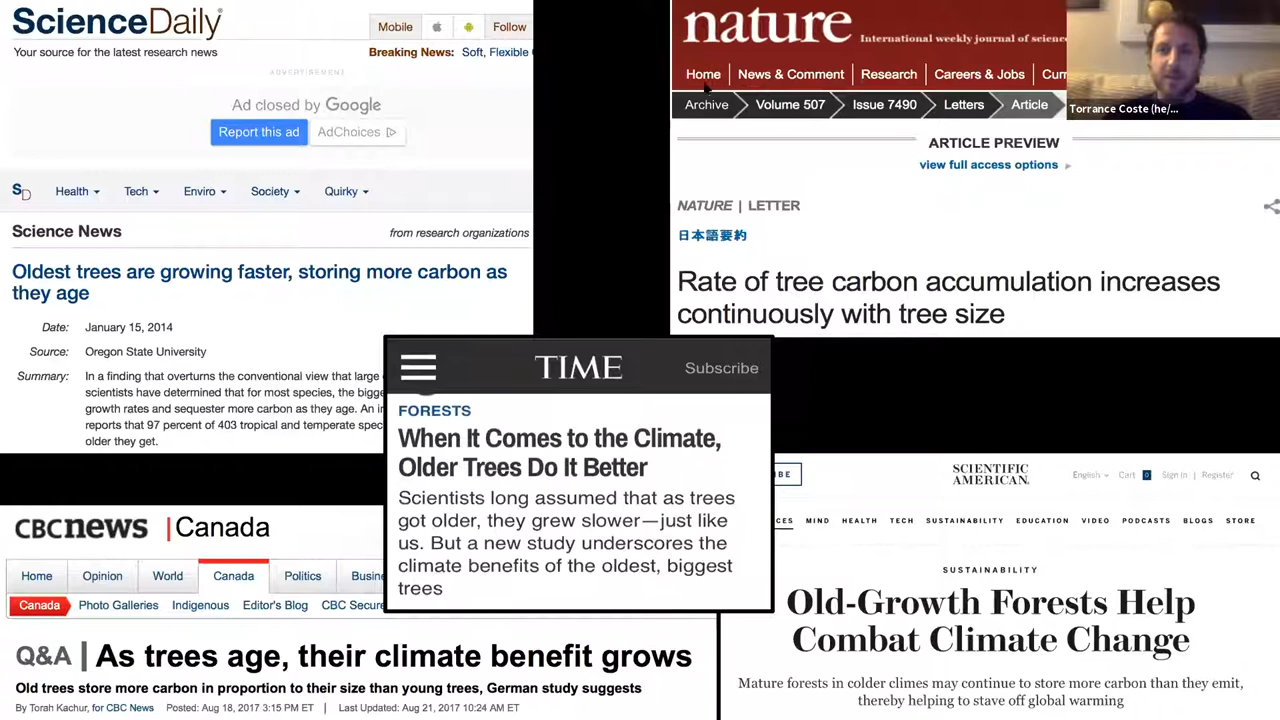 ScienceDaily
Your source for the latest research news
Mobile
Follow
Breaking News: Soft, Flexible
ADVERTISEMENT
Ad closed by Google
Report this ad
AdChoices
SD
Health
Tech
Enviro
Society
Quirky
Science News
from research organizations
Oldest trees are growing faster, storing more carbon as
they age
Date: January 15, 2014
Source: Oregon State University
Summary: In a finding that overturns the conventional view that large
scientists have determined that for most species, the bigge
growth rates and sequester more carbon as they age. An
reports that 97 percent of 403 tropical and temperate spec
older they get.
nature
International weekly journal of science
Home
News & Comment
Research
Careers & Jobs
Archive
Volume 507
Issue 7490
Letters
Article
Torrance Coste (he/...
ARTICLE PREVIEW
view full access options
NATURE | LETTER
日本語要約
Rate of tree carbon accumulation increases
continuously with tree size
TIME
Subscribe
FORESTS
When It Comes to the Climate,
Older Trees Do It Better
Scientists long assumed that as trees
got older, they grew slower—just like
us. But a new study underscores the
climate benefits of the oldest, biggest
trees
CBCnews | Canada
Home
Opinion
World
Canada
Politics
Canada
Photo Galleries
Indigenous
Editor's Blog
CBC Secure
Q&A | As trees age, their climate benefit grows
Old trees store more carbon in proportion to their size than young trees, German study suggests
By Torah Kachur, for CBC News Posted: Aug 18, 2017 3:15 PM ET | Last Updated: Aug 21, 2017 10:24 AM ET
SCIENTIFIC
AMERICAN
English
Cart
0
Sign in | Register
MIND
HEALTH
TECH
SUSTAINABILITY
EDUCATION
VIDEO
PODCASTS
BLOGS
STORE
SUSTAINABILITY
Old-Growth Forests Help
Combat Climate Change
Mature forests in colder climes may continue to store more carbon than they emit,
thereby helping to stave off global warming